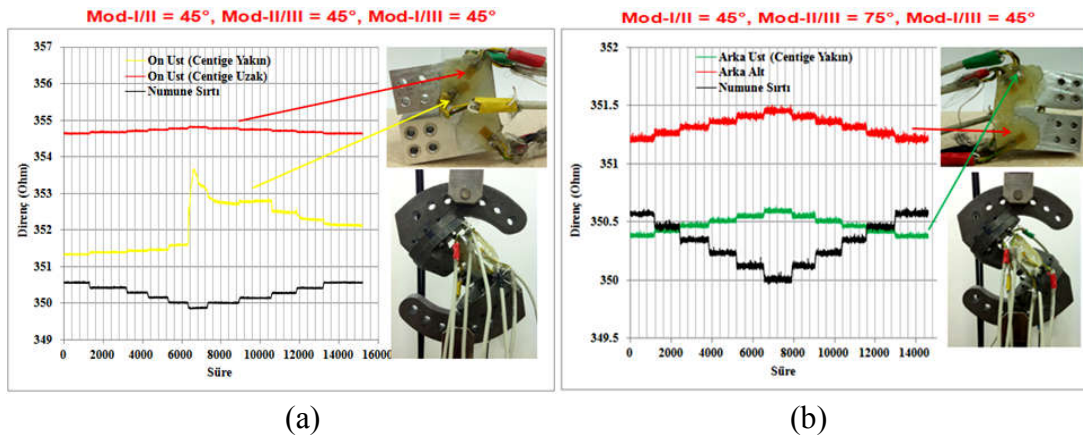 Mod-I/II = 45°, Mod-II/III = 45°, Mod-I/III = 45°
357
356
355
354
353
352
351
350
349
Direnç (Ohm)
On Ust (Centige Yakın)
On Ust (Centige Uzak)
Numune Sırtı
0 2000 4000 6000 8000 10000 12000 14000 16000
Süre
(a)
Mod-I/II = 45°, Mod-II/III = 75°, Mod-I/III = 45°
352
351.5
351
350.5
350
349.5
Direnç (Ohm)
Arka Ust (Centige Yakın)
Arka Alt
Numune Sırtı
0 2000 4000 6000 8000 10000 12000 14000
Süre
(b)